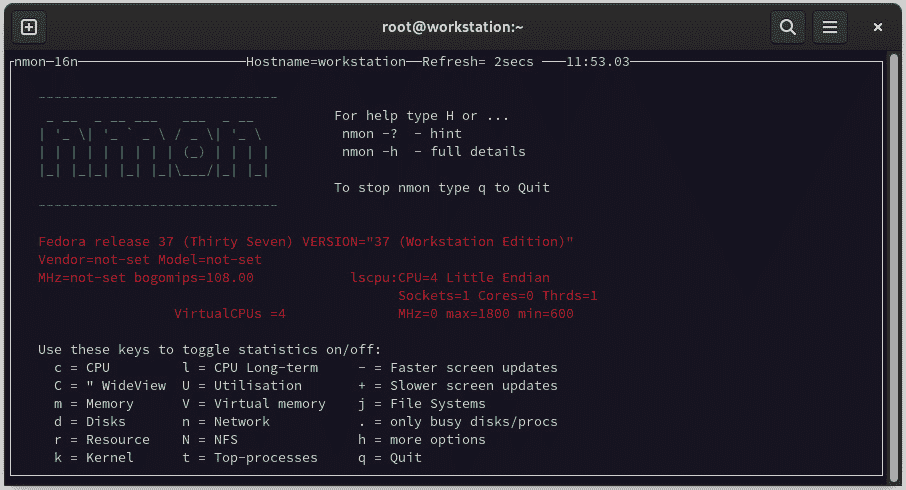 root@workstation:~
nmon─16n─────────────────────Hostname=workstation──Refresh= 2secs ───11:53.03─
------------------------------
 _ __  _ __ ___   ___  _ __        For help type H or ...
| '_ \| '_ ` _ \ / _ \| '_ \        nmon -?  - hint
| | | | | | | | | (_) | | | |       nmon -h  - full details
|_| |_|_| |_| |_|\___/|_| |_|
To stop nmon type q to Quit
------------------------------
Fedora release 37 (Thirty Seven) VERSION="37 (Workstation Edition)"
Vendor=not-set Model=not-set
MHz=not-set bogomips=108.00            lscpu:CPU=4 Little Endian
Sockets=1 Cores=0 Thrds=1
VirtualCPUs =4              MHz=0 max=1800 min=600
Use these keys to toggle statistics on/off:
c = CPU         l = CPU Long-term     - = Faster screen updates
C = " WideView  U = Utilisation       + = Slower screen updates
m = Memory      V = Virtual memory    j = File Systems
d = Disks       n = Network           . = only busy disks/procs
r = Resource    N = NFS               h = more options
k = Kernel      t = Top-processes     q = Quit